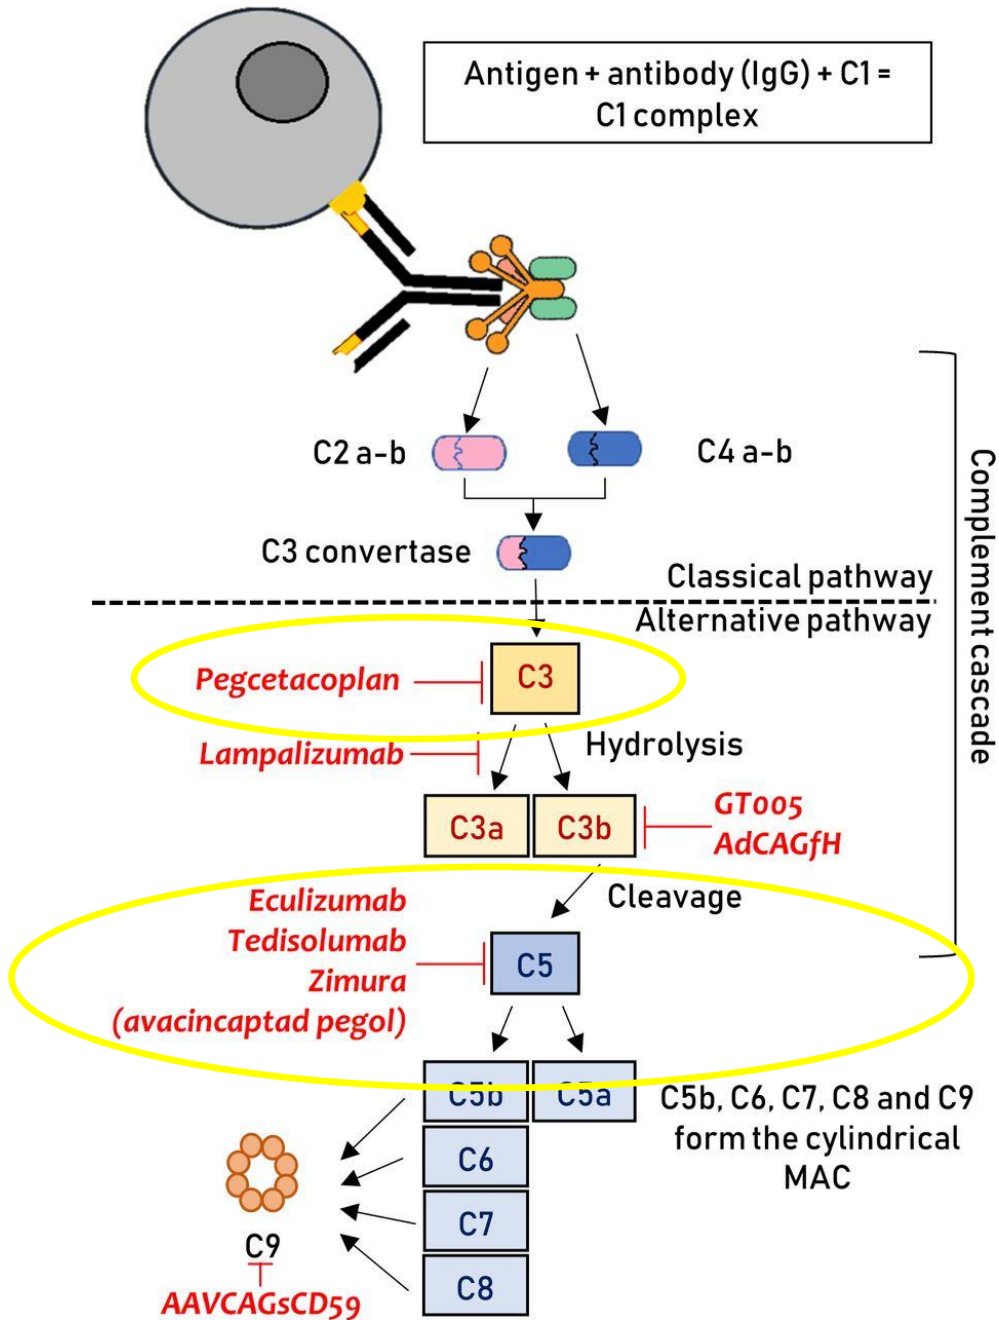 Antigen + antibody (IgG) + C1 =
C1 complex
C2 a-b
C4 a-b
C3 convertase
Classical pathway
Alternative pathway
Complement cascade
Pegcetacoplan
C3
Lampalizumab
Hydrolysis
C3a
C3b
GT005
AdCAGfH
Eculizumab
Tedisolumab
Zimura
(avacincaptad pegol)
Cleavage
C5
C5b
C5a
C5b, C6, C7, C8 and C9
form the cylindrical
MAC
C6
C7
C8
C9
AAVCAGsCD59